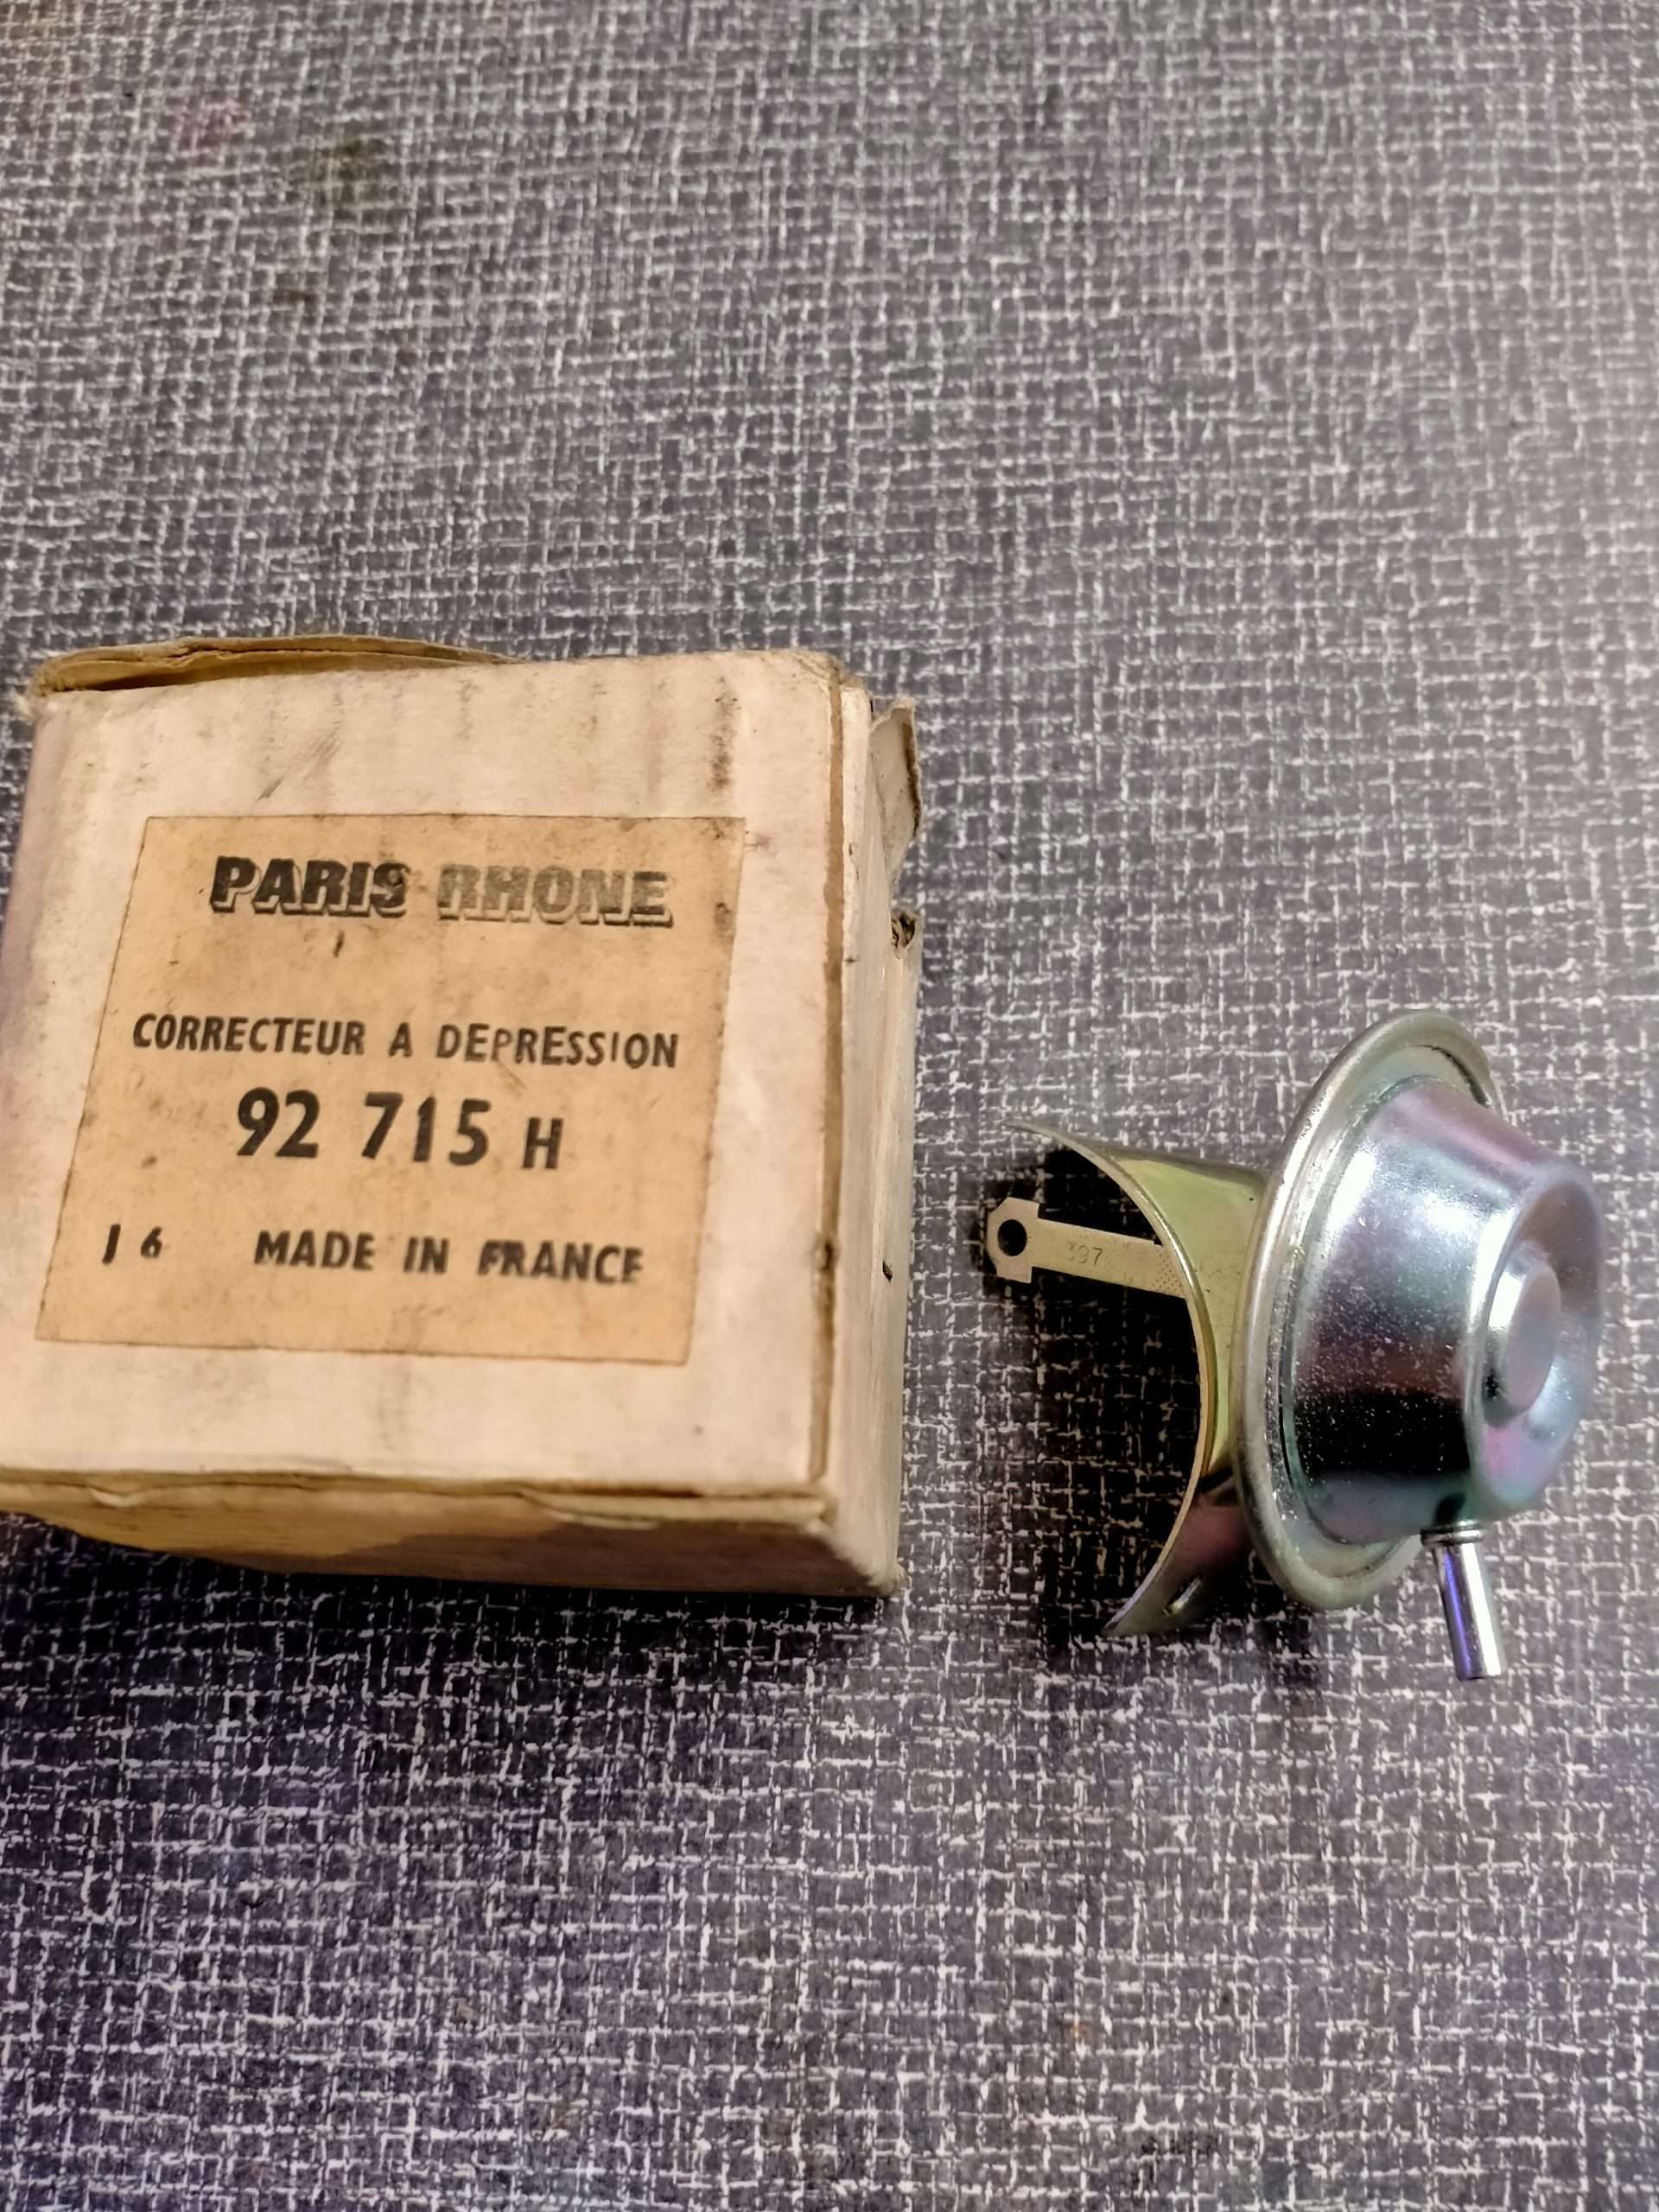 PARIS RHONE
CORRECTEUR A DEPRESSION
92 715 H
J 6 MADE IN FRANCE
397